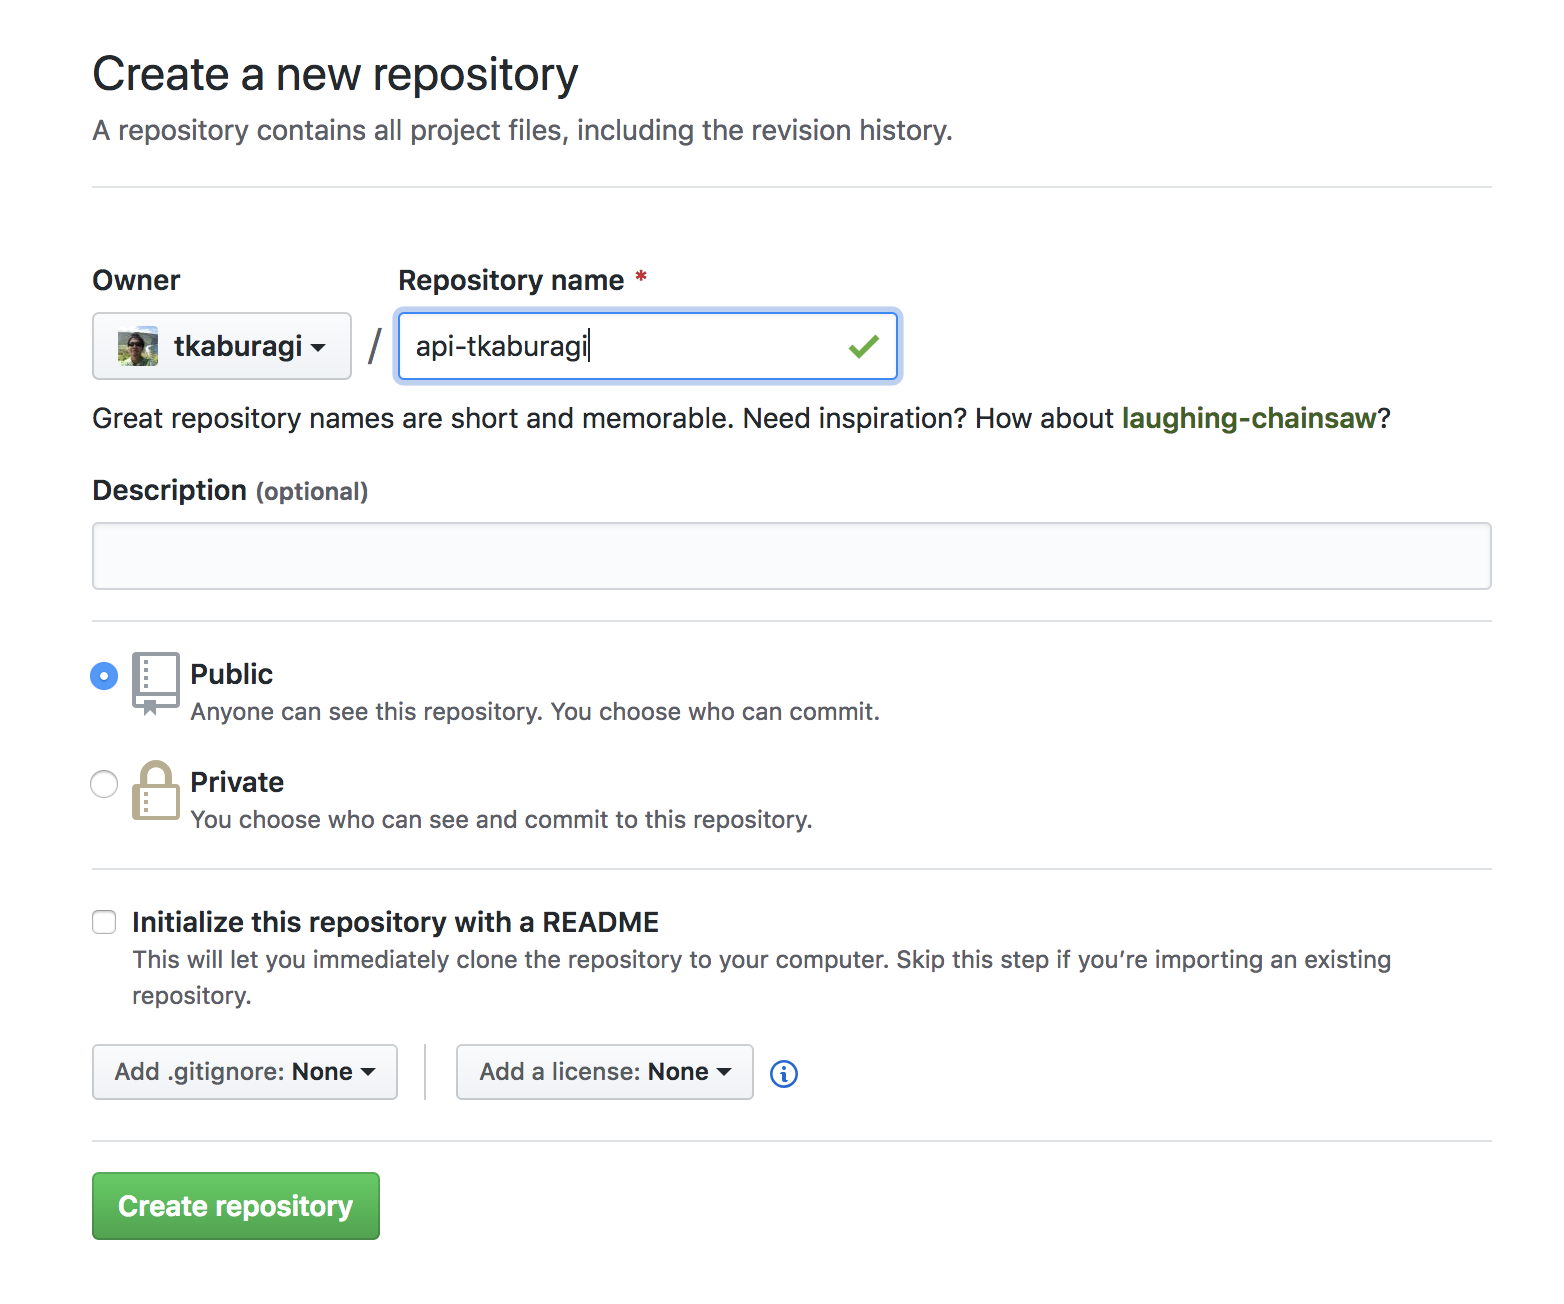 Create a new repository
A repository contains all project files, including the revision history.
Owner
Repository name *
tkaburagi / api-tkaburagi
Great repository names are short and memorable. Need inspiration? How about laughing-chainsaw?
Description (optional)
Public
Anyone can see this repository. You choose who can commit.
Private
You choose who can see and commit to this repository.
Initialize this repository with a README
This will let you immediately clone the repository to your computer. Skip this step if you’re importing an existing
repository.
Add .gitignore: None
Add a license: None
Create repository